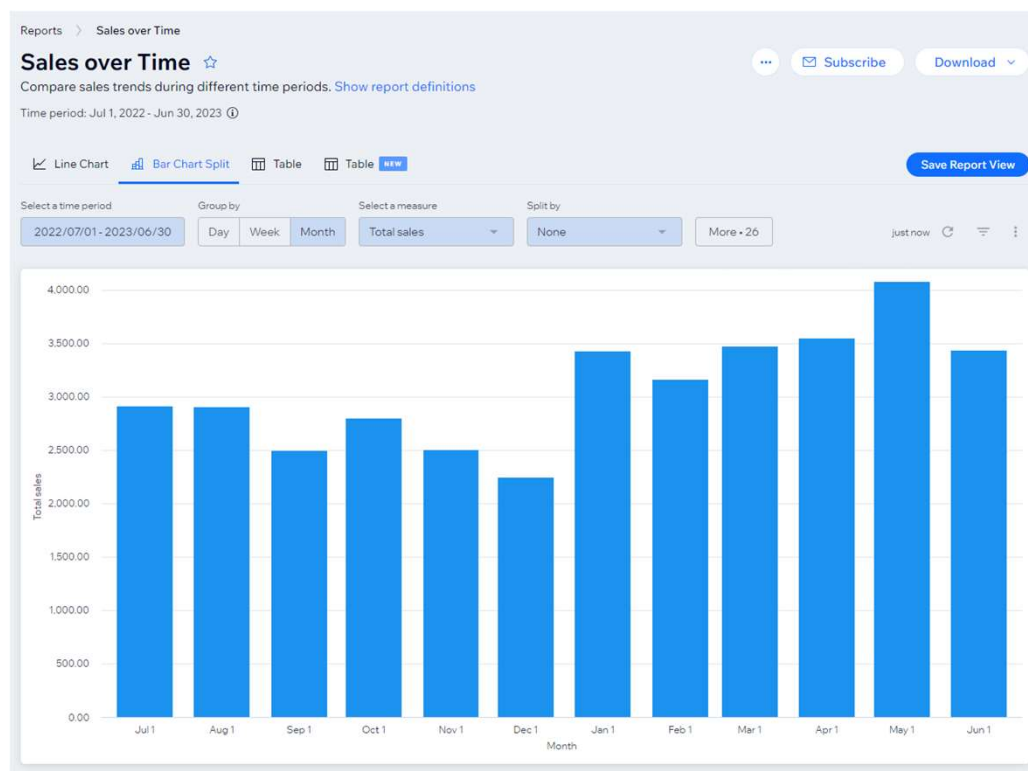 Reports > Sales over Time
Sales over Time
... Subscribe Download
Compare sales trends during different time periods. Show report definitions
Time period: Jul 1, 2022 - Jun 30, 2023
Line Chart Bar Chart Split Table Table NEW
Save Report View
Select a time period Group by Select a measure Split by
2022/07/01 - 2023/06/30 Day Week Month Total sales None More • 26 just now
4,000.00
3,500.00
3,000.00
2,500.00
2,000.00
1,500.00
1,000.00
500.00
0.00
Total sales
Jul 1 Aug 1 Sep 1 Oct 1 Nov 1 Dec 1 Jan 1 Feb 1 Mar 1 Apr 1 May 1 Jun 1
Month